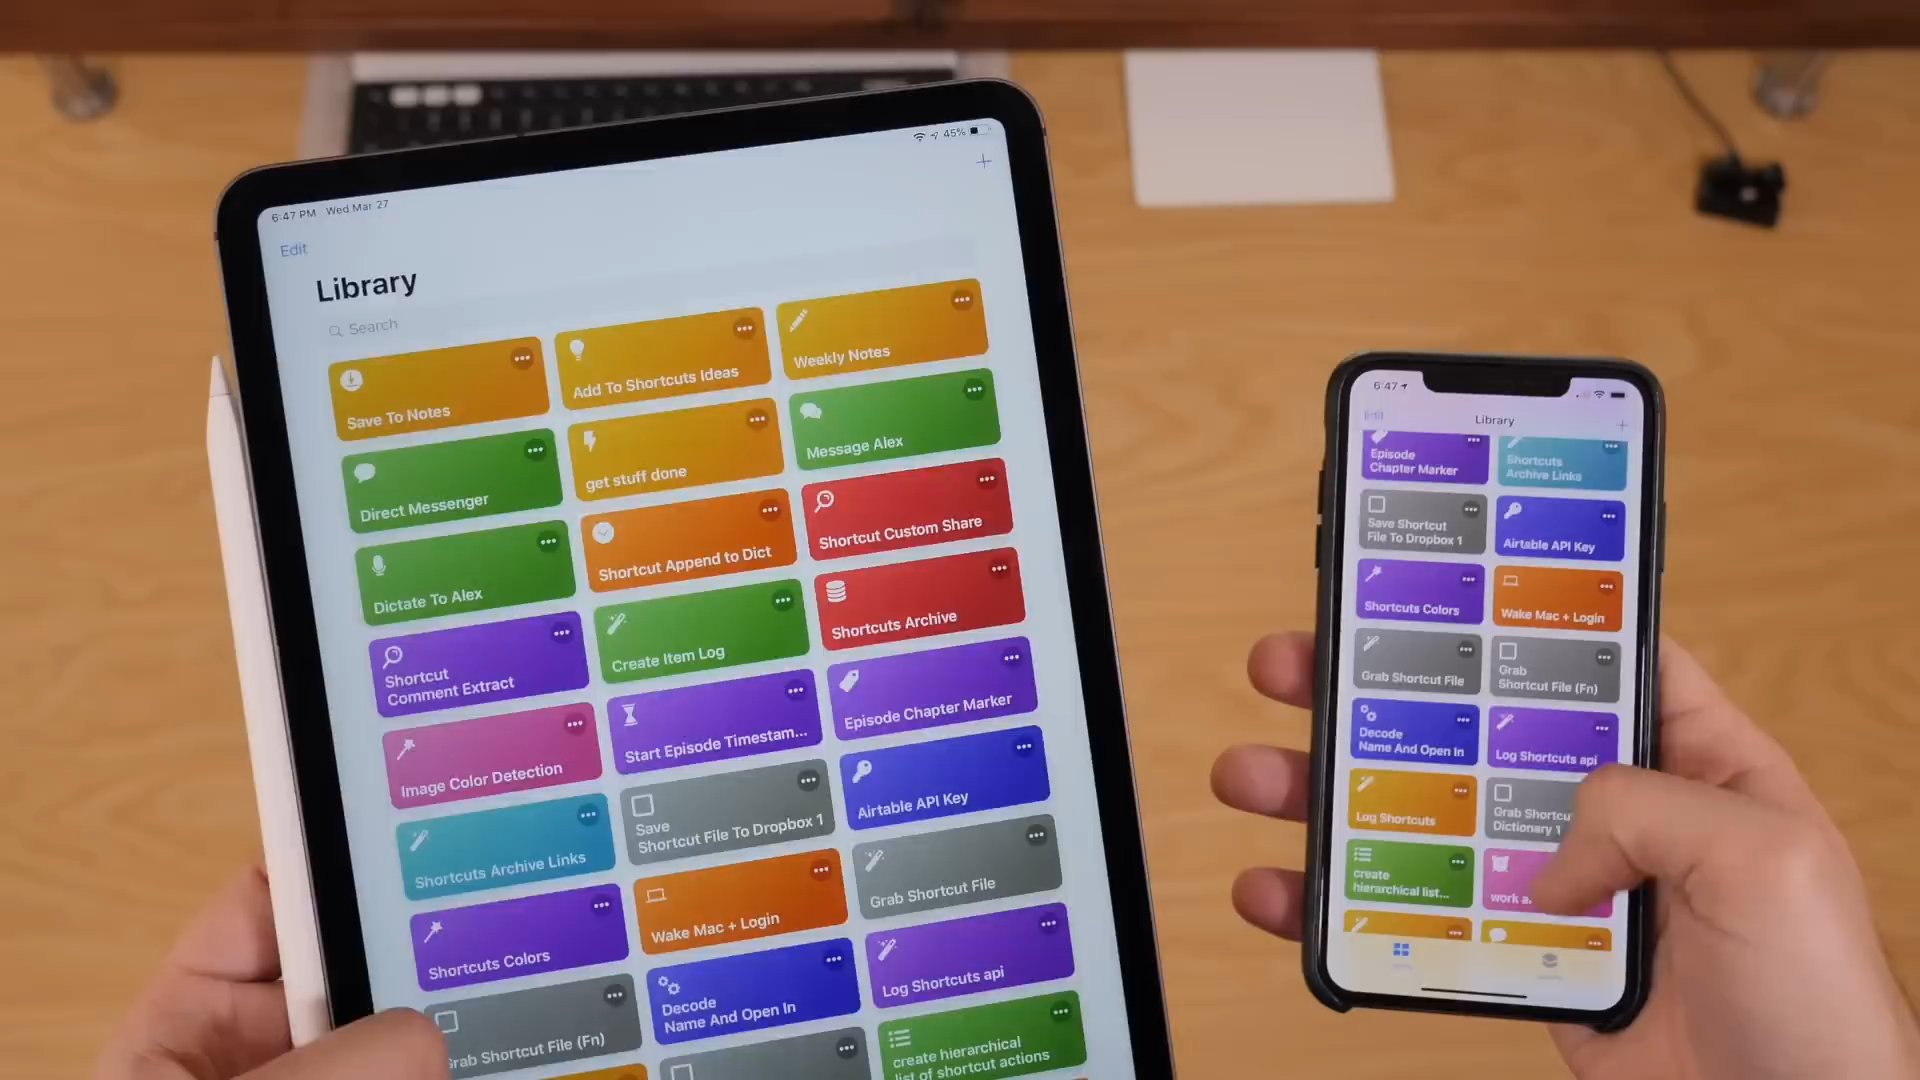 6:47 PM Wed Mar 27
45%
Edit
Library
Search
Save To Notes
Add To Shortcuts Ideas
Weekly Notes
Direct Messenger
get stuff done
Message Alex
Dictate To Alex
Shortcut Append to Dict
Shortcut Custom Share
Shortcut
Comment Extract
Create Item Log
Shortcuts Archive
Image Color Detection
Start Episode Timestam...
Episode Chapter Marker
Shortcuts Archive Links
Save
Shortcut File To Dropbox 1
Airtable API Key
Shortcuts Colors
Wake Mac + Login
Grab Shortcut File
Grab Shortcut File (Fn)
Decode
Name And Open In
Log Shortcuts api
create hierarchical
list of shortcut actions
6:47
Edit
Library
Episode
Chapter Marker
Shortcuts
Archive Links
Save Shortcut
File To Dropbox 1
Airtable API Key
Shortcuts Colors
Wake Mac + Login
Grab Shortcut File
Grab
Shortcut File (Fn)
Decode
Name And Open In
Log Shortcuts api
Log Shortcuts
Grab Shortcu
Dictionary 1
create
hierarchical list...
work a